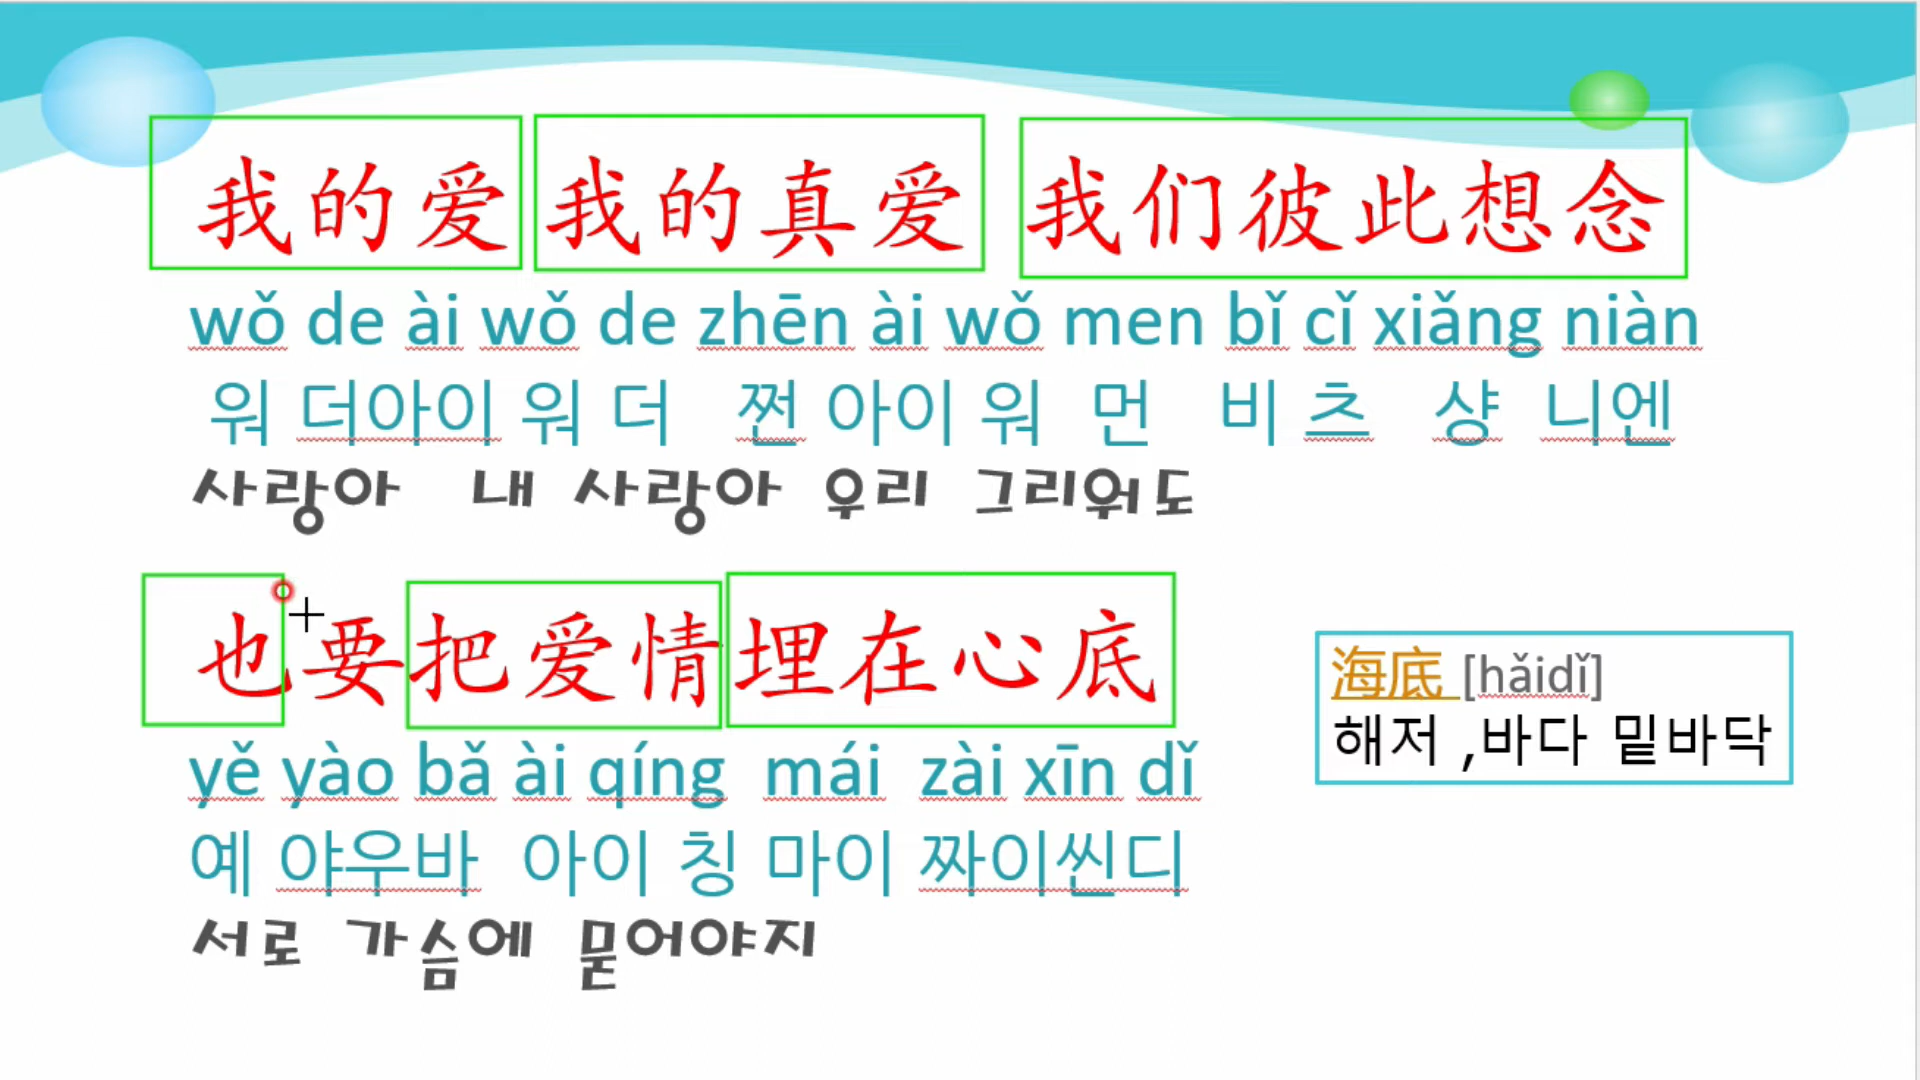 我的爱 我的真爱 我们彼此想念
wǒ de ài wǒ de zhēn ài wǒ men bǐ cǐ xiǎng niàn
워 더아이 워 더 쩐 아이 워 먼 비 츠 샹 니엔
사랑아 내 사랑아 우리 그리워도
也要把爱情埋在心底
yě yào bǎ ài qíng mái zài xīn dǐ
예 야우바 아이 칭 마이 짜이씬디
서로 가슴에 묻어야지
海底 [hǎidǐ]
해저 ,바다 밑바닥